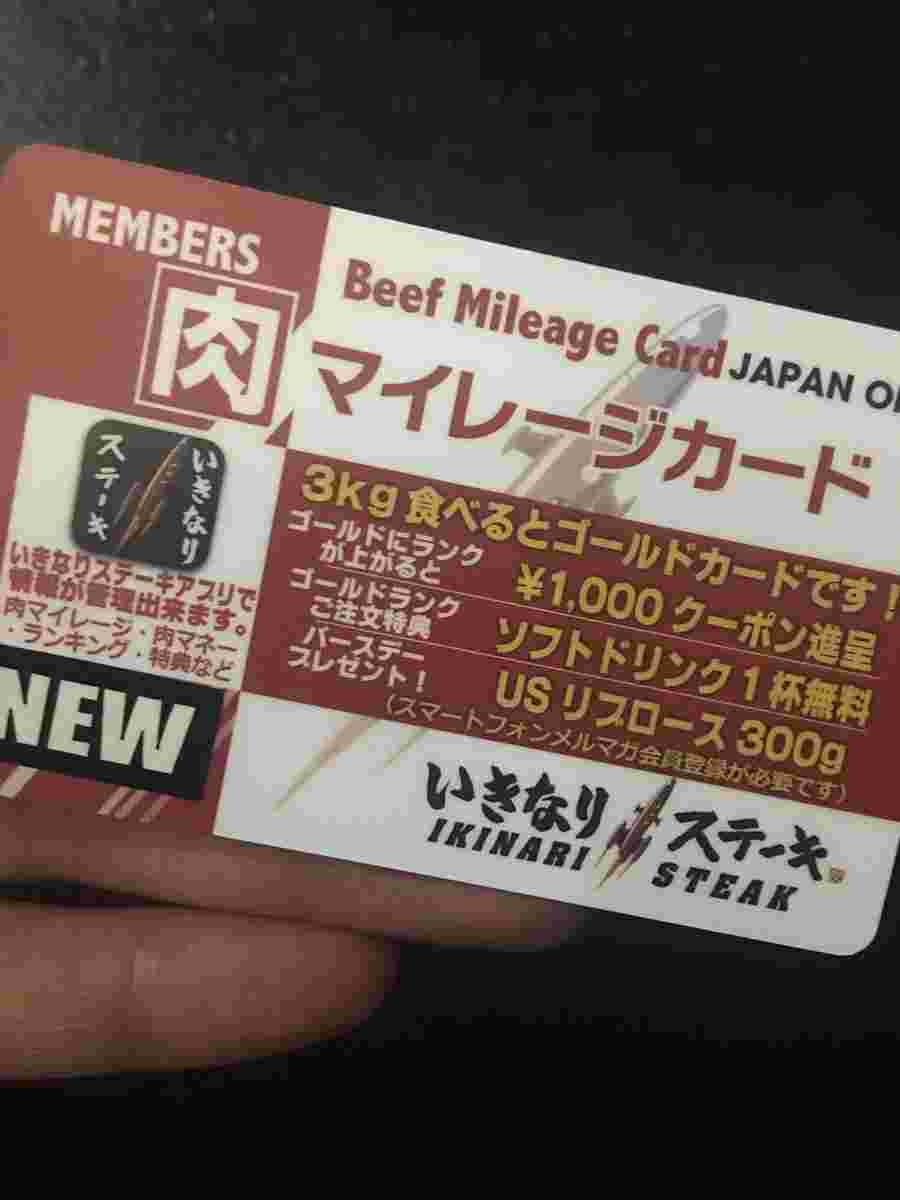 MEMBERS
Beef Mileage Card JAPAN
肉 マイレージカード
いきなり
ステーキ
いきなりステーキアプリで
情報が管理出来ます。
肉マイレージ・肉マネー
・ランキング・特典など
NEW
3kg 食べるとゴールドカードです！
ゴールドにランク
が上がると
¥1,000 クーポン進呈
ゴールドランク
ご注文特典
ソフトドリンク1杯無料
バースデー
プレゼント！
USリブロース 300g
（スマートフォンメルマガ会員登録が必要です）
いきなり ステーキ
IKINARI STEAK